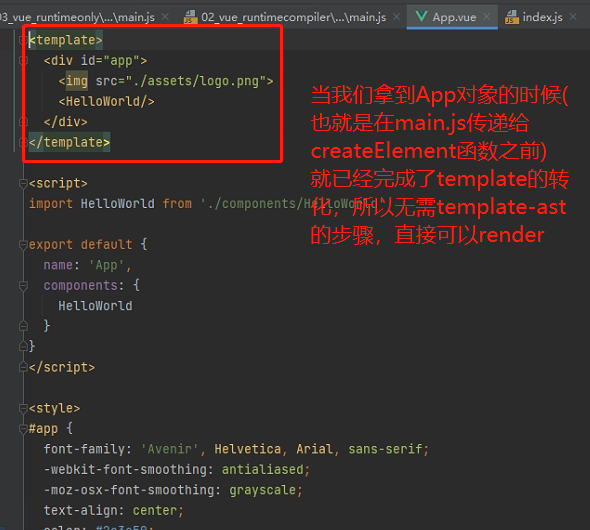 03_vue_runtimeonly\...\main.js
02_vue_runtimecompiler\...\main.js
App.vue
index.js
<template>
<div id="app">
<img src="./assets/logo.png">
<HelloWorld/>
</div>
</template>
当我们拿到App对象的时候(
也就是在main.js传递给
createElement函数之前)
就已经完成了template的转
化，所以无需template-ast
的步骤，直接可以render
<script>
import HelloWorld from './components/HelloWorld'
export default {
name: 'App',
components: {
HelloWorld
}
}
</script>
<style>
#app {
font-family: 'Avenir', Helvetica, Arial, sans-serif;
-webkit-font-smoothing: antialiased;
-moz-osx-font-smoothing: grayscale;
text-align: center;